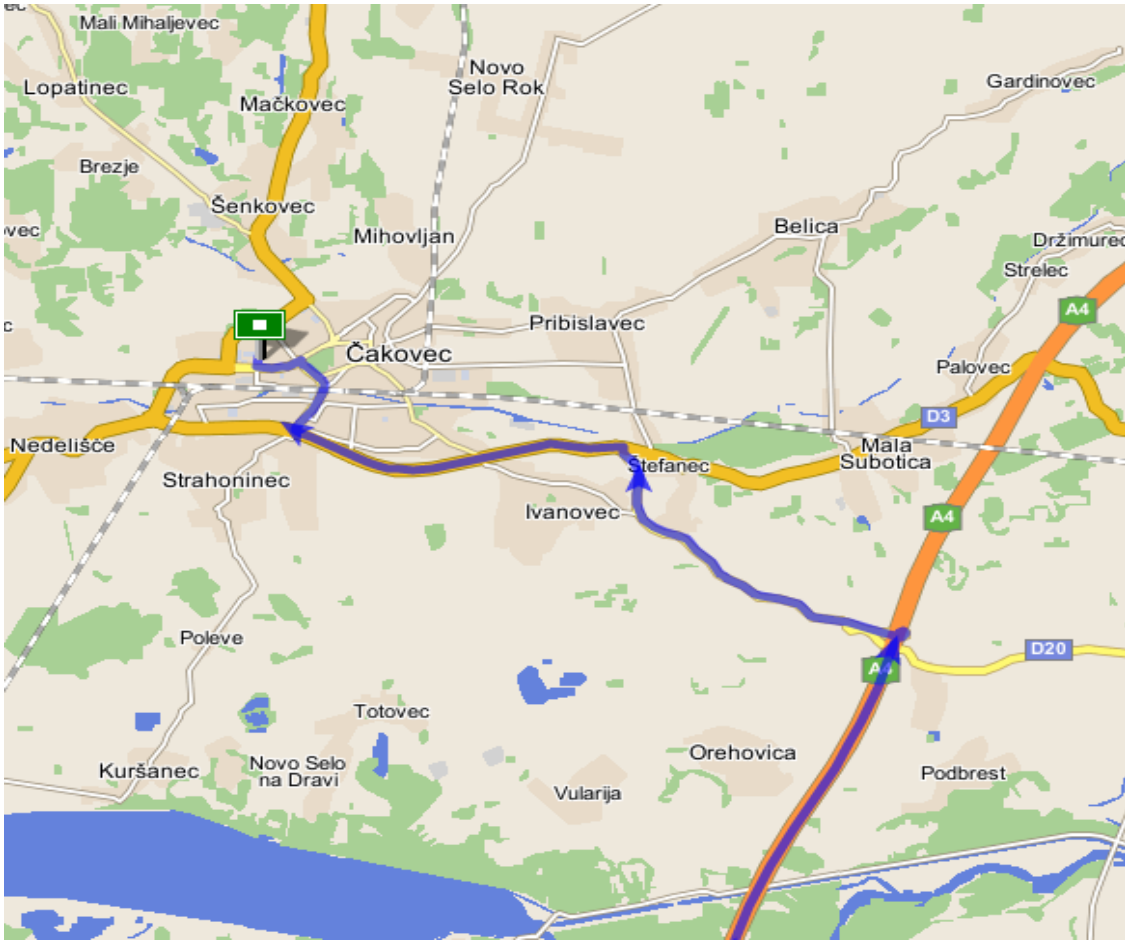 Mali Mihaljevec
Lopatinec
Novo
Selo Rok
Gardinovec
Mačkovec
Brezje
Šenkovec
Mihovljan
Belica
ovec
Držimurec
Strelec
A4
Pribislavec
Čakovec
Palovec
D3
Nedelišće
Mala
Subotica
Strahoninec
Štefanec
Ivanovec
A4
Poleve
D20
Totovec
Orehovica
Kuršanec
Novo Selo
na Dravi
Podbrest
Vularija